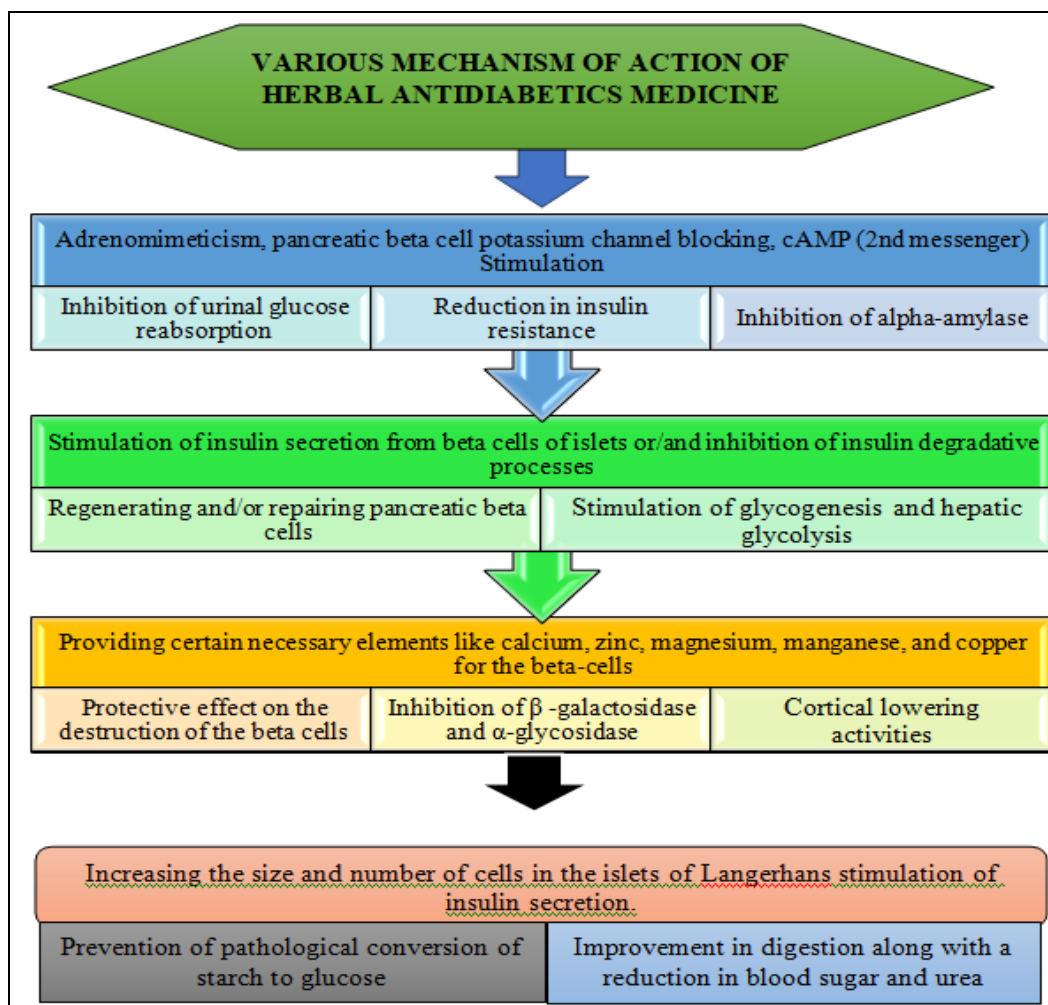 VARIOUS MECHANISM OF ACTION OF
HERBAL ANTIDIABETICS MEDICINE
Adrenomimeticism, pancreatic beta cell potassium channel blocking, cAMP (2nd messenger)
Stimulation
Inhibition of urinal glucose
reabsorption
Reduction in insulin
resistance
Inhibition of alpha-amylase
Stimulation of insulin secretion from beta cells of islets or/and inhibition of insulin degradative
processes
Regenerating and/or repairing pancreatic beta
cells
Stimulation of glycogenesis and hepatic
glycolysis
Providing certain necessary elements like calcium, zinc, magnesium, manganese, and copper
for the beta-cells
Protective effect on the
destruction of the beta cells
Inhibition of β -galactosidase
and α-glycosidase
Cortical lowering
activities
Increasing the size and number of cells in the islets of Langerhans stimulation of
insulin secretion.
Prevention of pathological conversion of
starch to glucose
Improvement in digestion along with a
reduction in blood sugar and urea